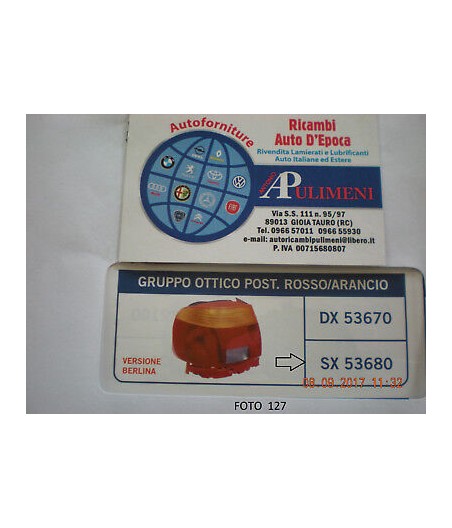 Autoforniture
Ricambi
Auto D'Epoca
Rivendita Lamierati e Lubrificanti
Auto Italiane ed Estere
APULIMENI
Via S.S. 111 n. 95/97
89013 GIOIA TAURO (RC)
Tel. 0966 57011 0966 55930
e-mail: autoricambipulimeni@libero.it
P. IVA 00715680807
GRUPPO OTTICO POST. ROSSO/ARANCIO
VERSIONE
BERLINA
DX 53670
SX 53680
08 09 2017 11:32
FOTO 127